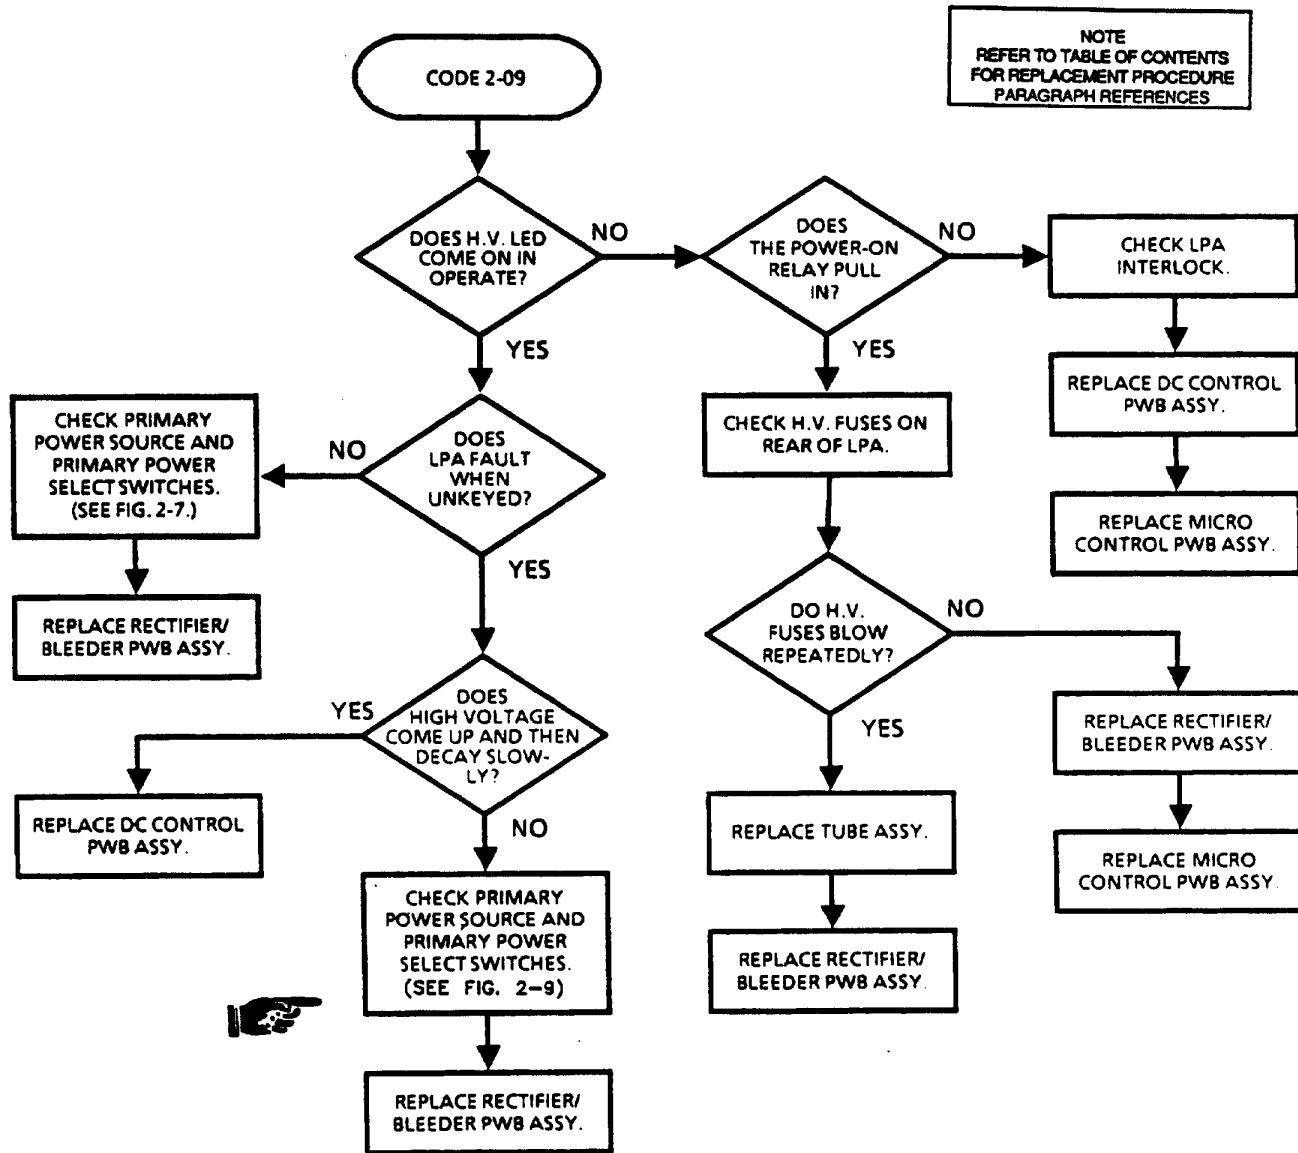 NOTE
REFER TO TABLE OF CONTENTS
FOR REPLACEMENT PROCEDURE
PARAGRAPH REFERENCES
CODE 2-09
DOES H.V. LED
COME ON IN
OPERATE?
NO
YES
DOES
THE POWER-ON
RELAY PULL
IN?
NO
YES
CHECK LPA
INTERLOCK.
REPLACE DC CONTROL
PWB ASSY.
REPLACE MICRO
CONTROL PWB ASSY.
CHECK PRIMARY
POWER SOURCE AND
PRIMARY POWER
SELECT SWITCHES.
(SEE FIG. 2-7.)
NO
DOES
LPA FAULT
WHEN
UNKEYED?
YES
CHECK H.V. FUSES ON
REAR OF LPA.
REPLACE RECTIFIER/
BLEEDER PWB ASSY.
DO H.V.
FUSES BLOW
REPEATEDLY?
NO
YES
YES
DOES
HIGH VOLTAGE
COME UP AND THEN
DECAY SLOW-
LY?
NO
REPLACE RECTIFIER/
BLEEDER PWB ASSY.
REPLACE DC CONTROL
PWB ASSY.
REPLACE TUBE ASSY.
REPLACE MICRO
CONTROL PWB ASSY.
CHECK PRIMARY
POWER SOURCE AND
PRIMARY POWER
SELECT SWITCHES.
(SEE FIG. 2-9)
REPLACE RECTIFIER/
BLEEDER PWB ASSY.
REPLACE RECTIFIER/
BLEEDER PWB ASSY.